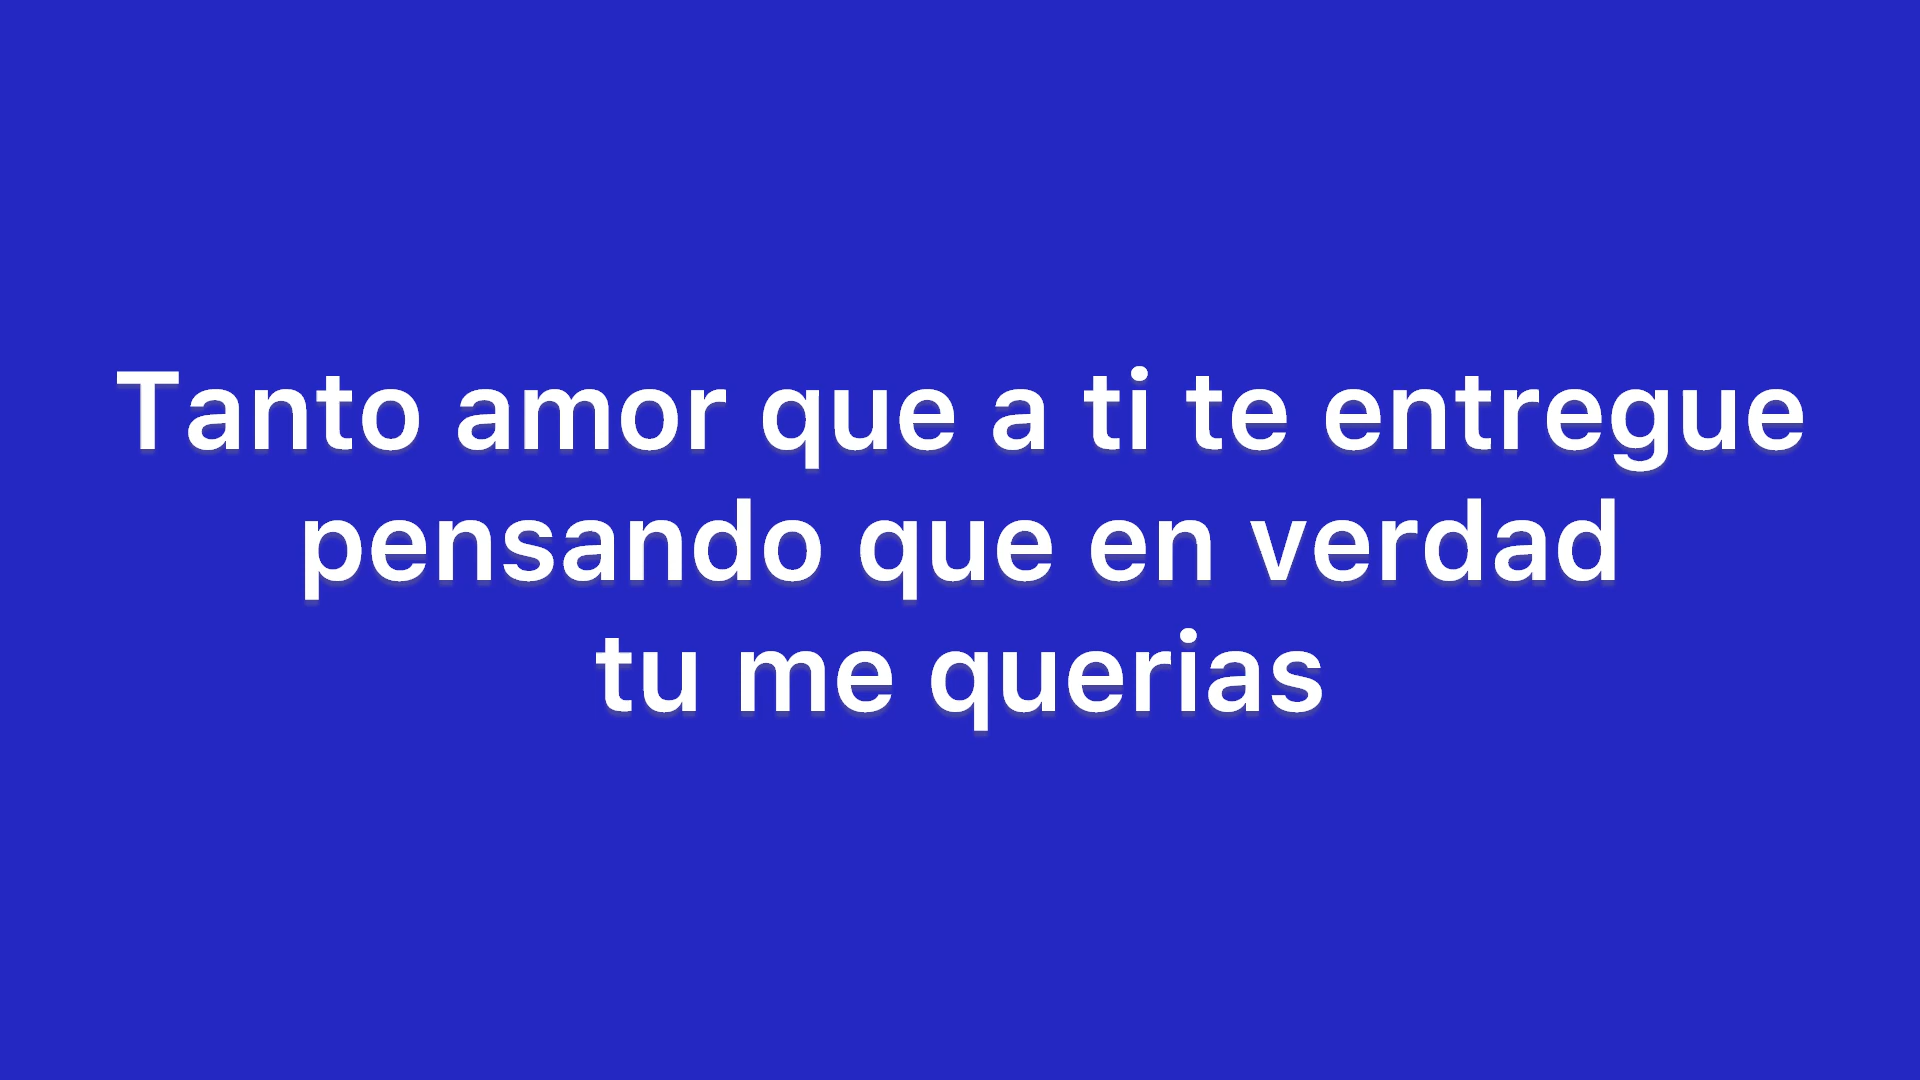 Tanto amor que a ti te entregue
pensando que en verdad
tu me querias